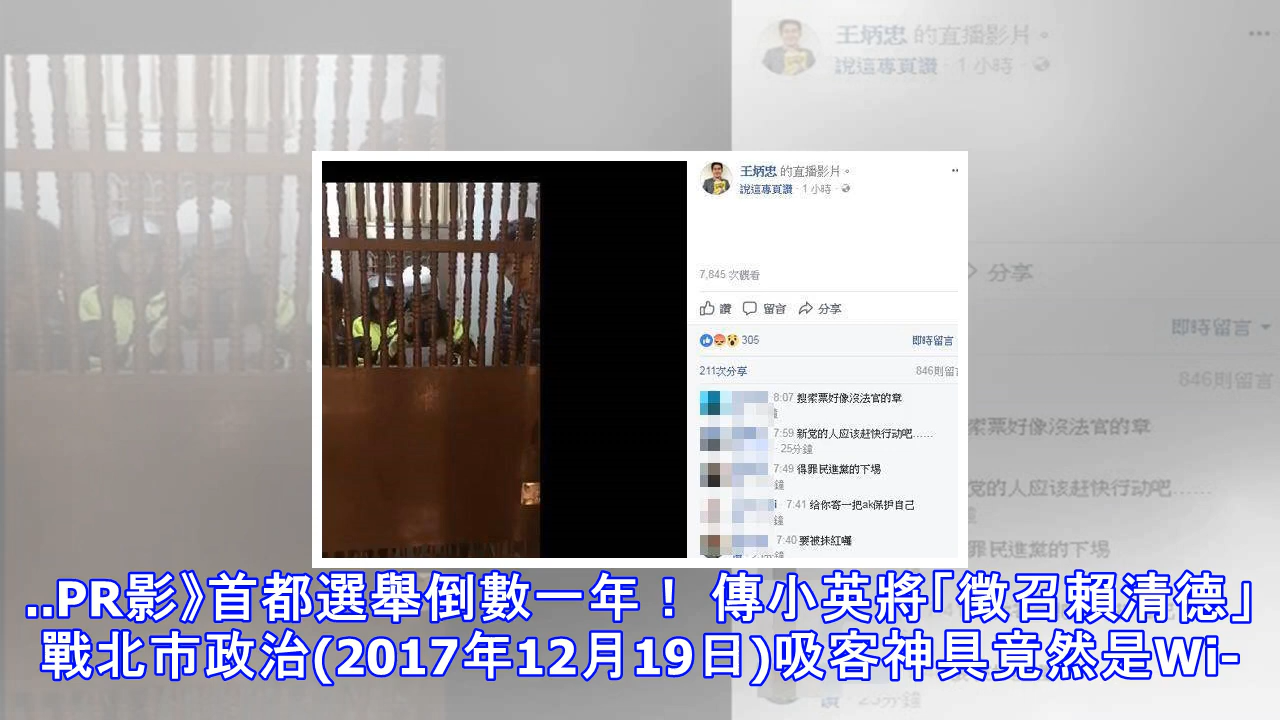 王炳忠 的直播影片。
說這專頁讚 · 1 小時
7,845 次觀看
讚 留言 分享
305 即時留言
211次分享 846則留言
8:07 搜索票好像沒法官的章
7:59 新党的人应该赶快行动吧……
25分鐘
7:49 得罪民進黨的下場
鐘
7:41 给你寄一把ak保护自己
鐘
7:40 要被抹紅囉
..PR影》首都選舉倒數一年！ 傳小英將「徵召賴清德」
戰北市政治(2017年12月19日)吸客神具竟然是Wi-